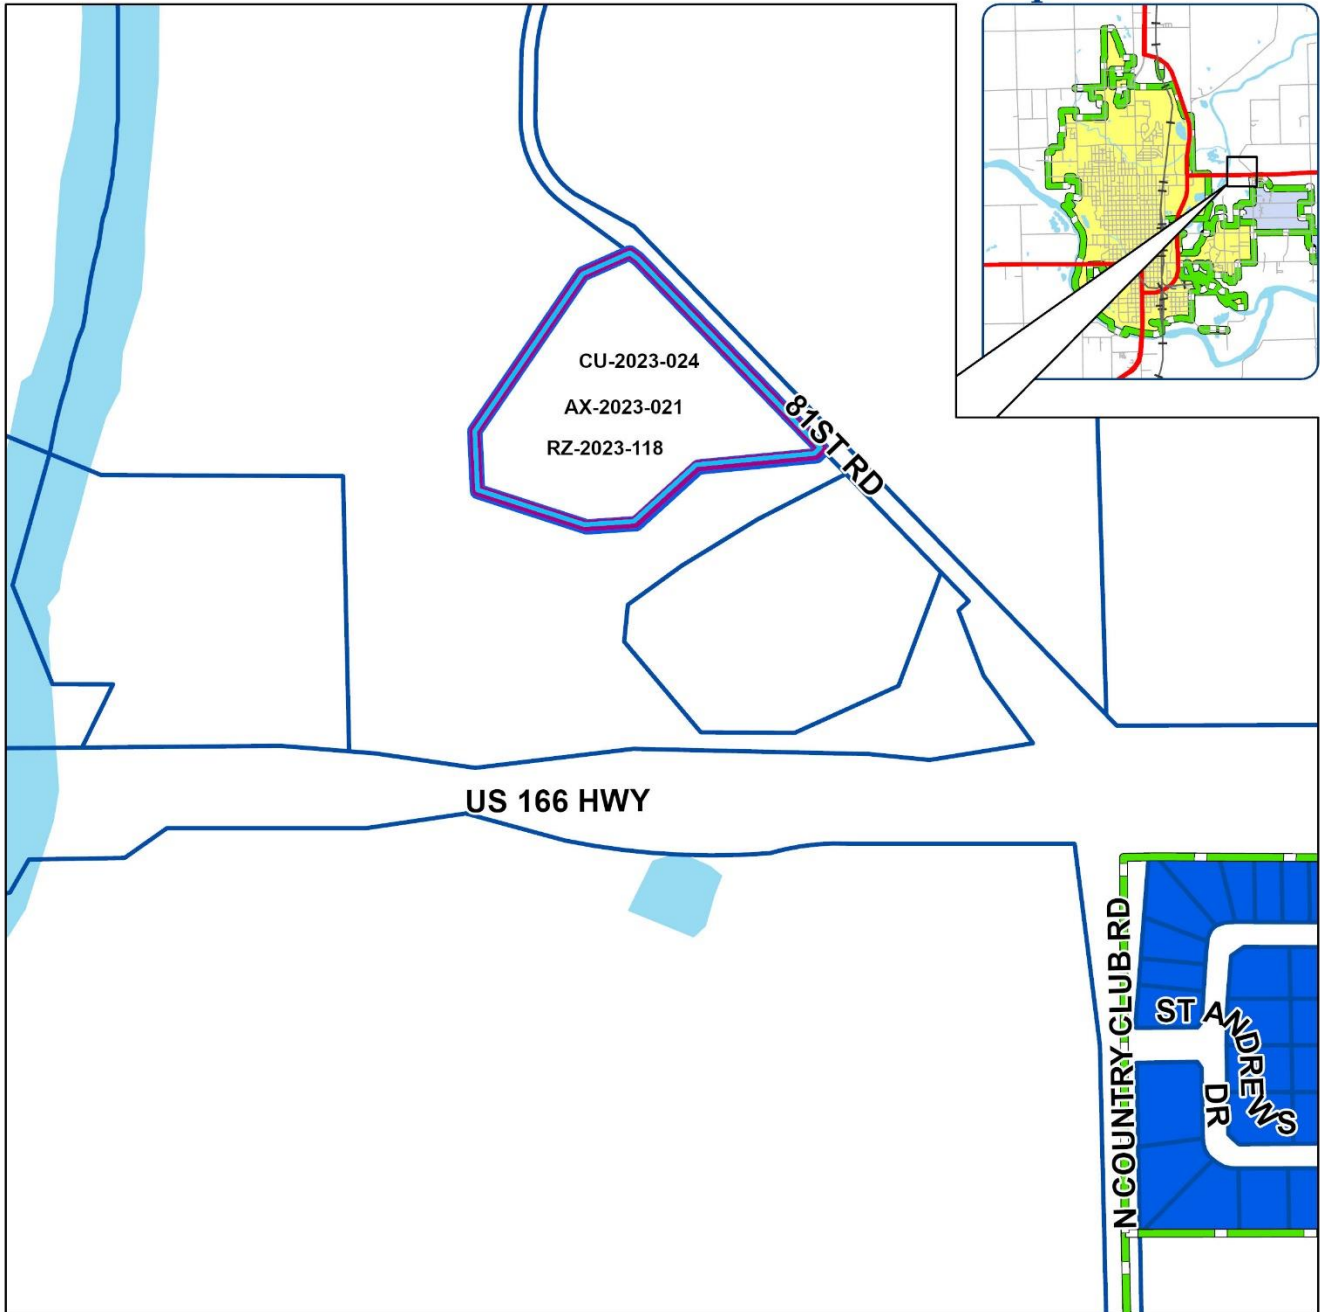 CU-2023-024
AX-2023-021
RZ-2023-118
81ST RD
US 166 HWY
N COUNTRY CLUB RD
ST ANDREWS DR